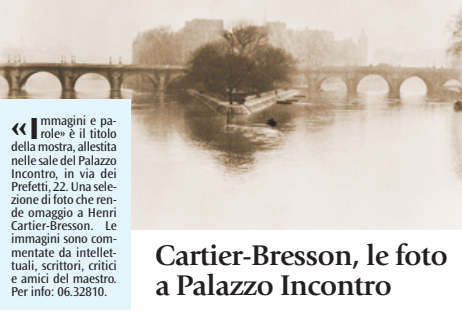 «Immagini e pa-
role» è il titolo
della mostra, allestita
nelle sale del Palazzo
Incontro, in via dei
Prefetti, 22. Una sele-
zione di foto che ren-
de omaggio a Henri
Cartier-Bresson. Le
immagini sono com-
mentate da intellet-
tuali, scrittori, critici
e amici del maestro.
Per info: 06.32810.
Cartier-Bresson, le foto
a Palazzo Incontro